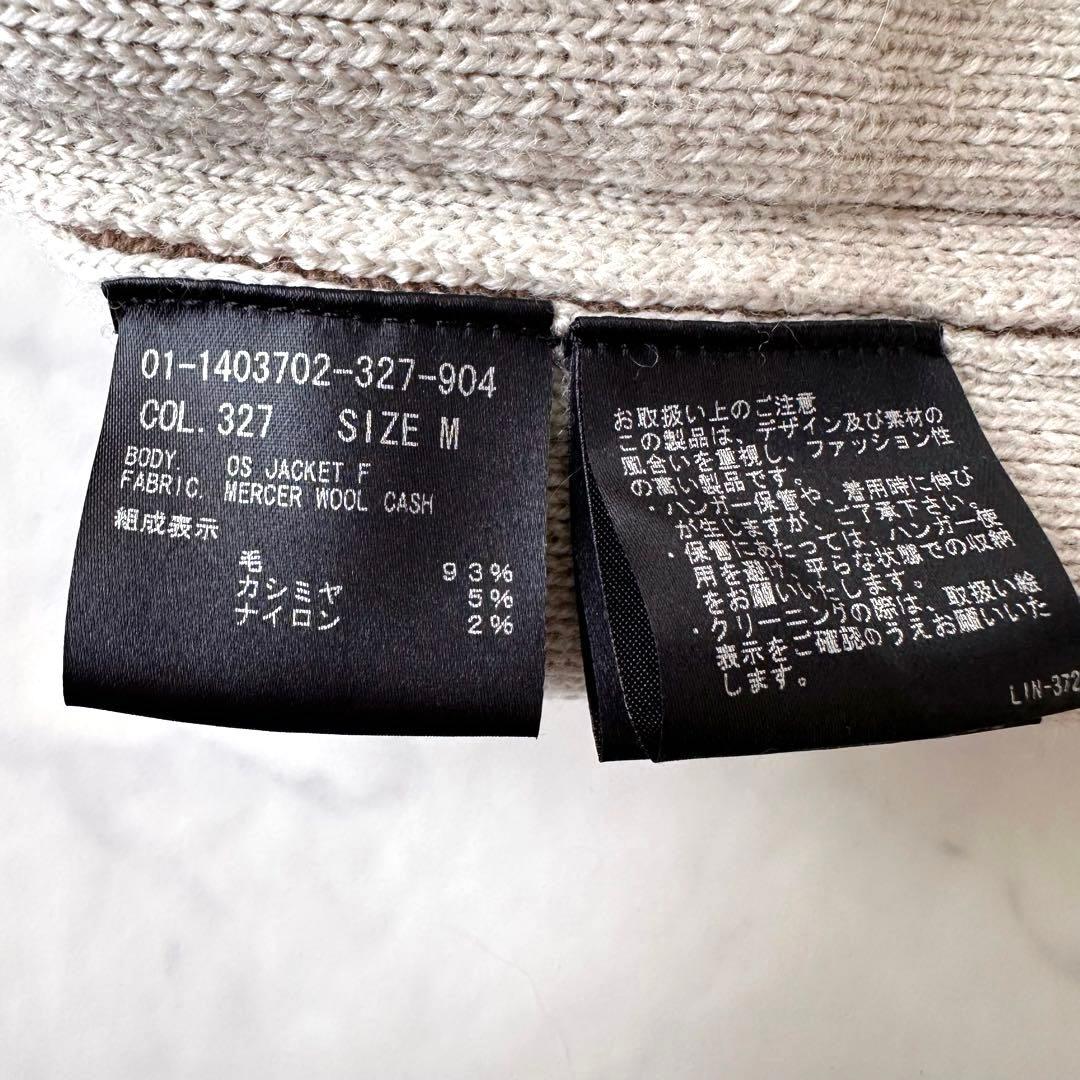 01-1403702-327-904
COL. 327 SIZE M
BODY. OS JACKET F
FABRIC. MERCER WOOL CASH
組成表示
毛 93%
カシミヤ 5%
ナイロン 2%
お取扱い上のご注意
この製品は、デザイン及び素材の
風合いを重視し、ファッション性
の高い製品です。
・ハンガー保管や、着用時に伸び
が生しますが、ご了承下さい。
・保管にあたっては、ハンガー使
用を避け、平らな状態での収納
をお願いいたします。
・クリーニングの際は、取扱い絵
表示をご確認のうえお願いいた
します。
LIN-372